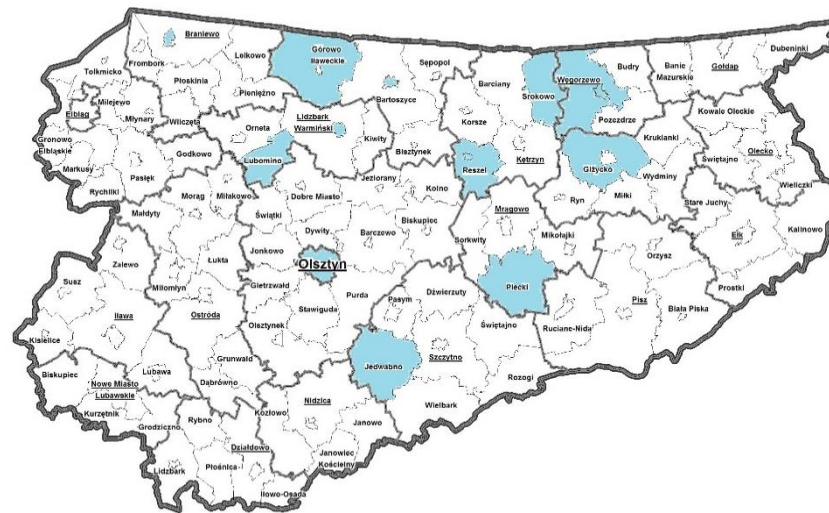 Braniewo
Frombork
Lelkowo
Górowo
Iławeckie
Sępopol
Budry
Banie
Mazurskie
Gołdap
Dubeninki
Tolkmicko
Płoskinia
Pieniężno
Bartoszyce
Barciany
Srokowo
Węgorzewo
Pozezdrze
Elbląg
Milejewo
Młynary
Wilczęta
Orneta
Lidzbark
Warmiński
Kiwity
Bisztynek
Korsze
Kętrzyn
Kruklanki
Kowale Oleckie
Gronowo
Elbląskie
Markusy
Pasłęk
Godkowo
Lubomino
Reszel
Giżycko
Wydminy
Świętajno
Olecko
Wieliczki
Rychliki
Morąg
Miłakowo
Dobre Miasto
Jeziorany
Kolno
Ryn
Miłki
Stare Juchy
Małdyty
Świątki
Dywity
Barczewo
Biskupiec
Mrągowo
Sorkwity
Mikołajki
Ełk
Kalinowo
Zalewo
Łukta
Jonkowo
Olsztyn
Orzysz
Susz
Miłomłyn
Gietrzwałd
Purda
Pasym
Dźwierzuty
Piecki
Pisz
Prostki
Iława
Ostróda
Olsztynek
Stawiguda
Świętajno
Ruciane-Nida
Biała Piska
Kisielice
Grunwald
Jedwabno
Szczytno
Biskupiec
Lubawa
Dąbrówno
Rozogi
Nowe Miasto
Lubawskie
Kurzętnik
Grodziczno
Rybno
Kozłowo
Nidzica
Janowo
Wielbark
Działdowo
Lidzbark
Płośnica
Janowiec
Kościelny
Iłowo-Osada